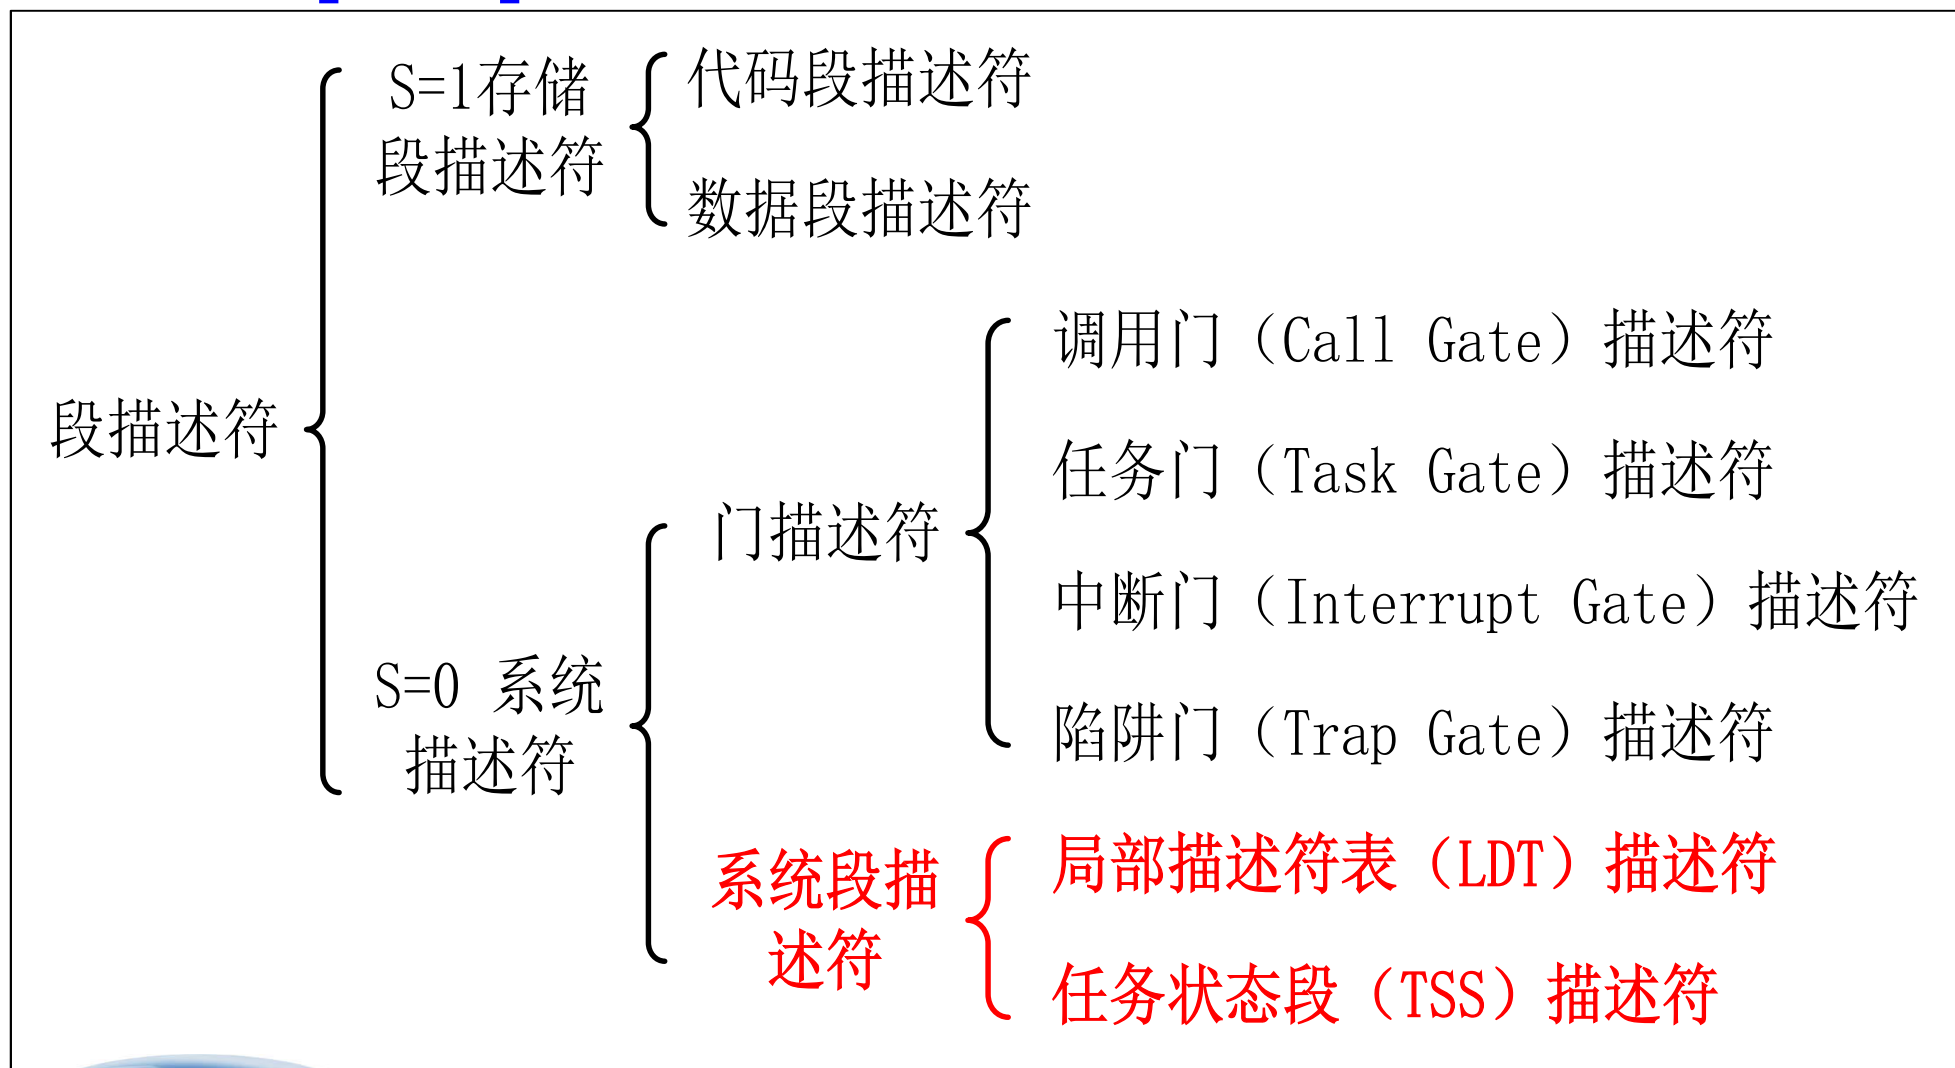 S=1存储
段描述符
代码段描述符
数据段描述符
段描述符
S=0 系统
描述符
门描述符
调用门（Call Gate）描述符
任务门（Task Gate）描述符
中断门（Interrupt Gate）描述符
陷阱门（Trap Gate）描述符
系统段描
述符
局部描述符表（LDT）描述符
任务状态段（TSS）描述符